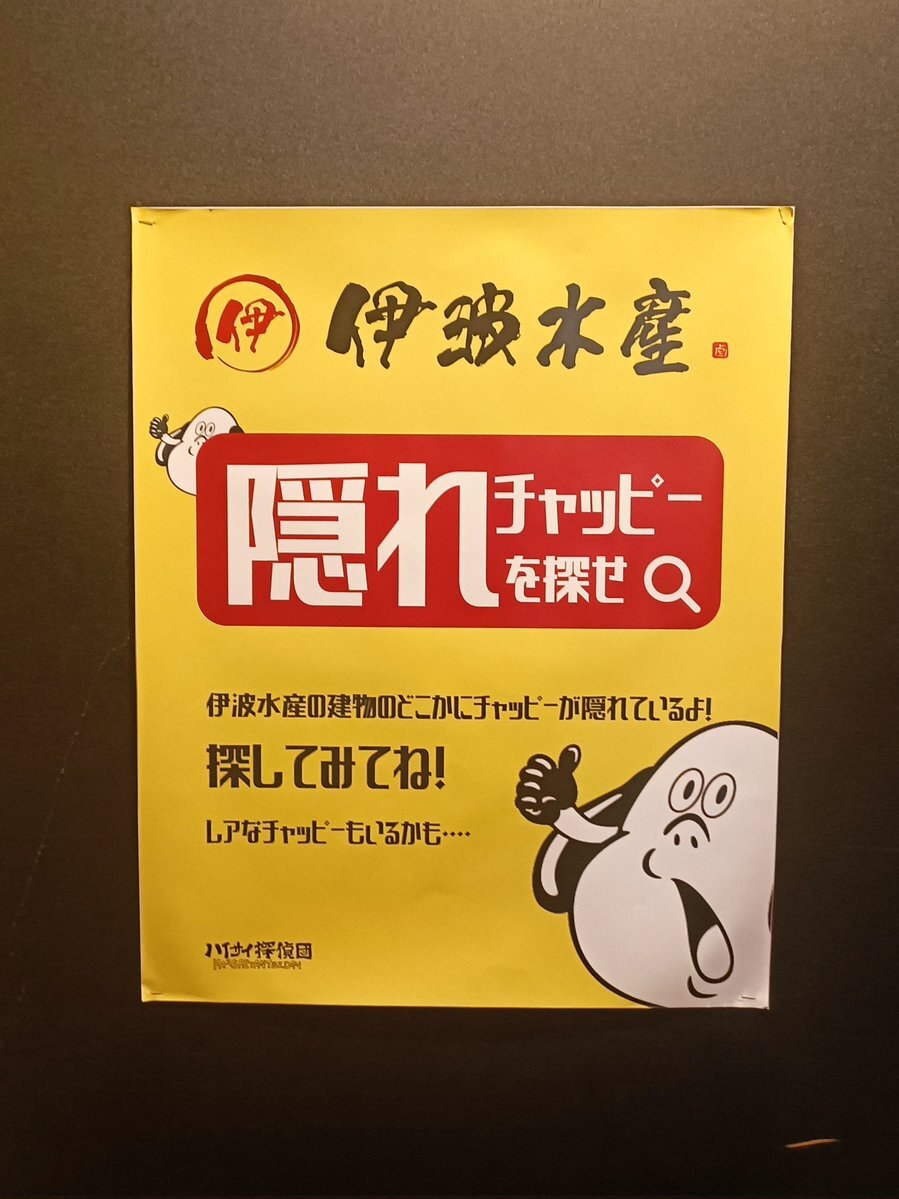 伊 伊波水産
隠れチャッピー
を探せ
伊波水産の建物のどこかにチャッピーが隠れているよ!
探してみてね!
レアなチャッピーもいるかも‥‥
ハイサイ探偵団